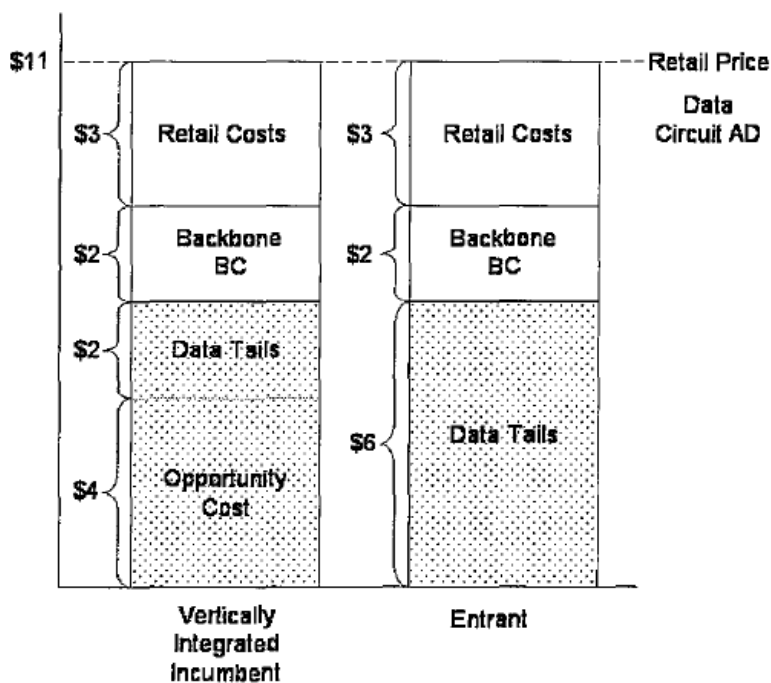 $11
Retail Price
$3
Retail Costs
$3
Retail Costs
Data
Circuit AD
$2
Backbone
BC
$2
Backbone
BC
$2
Data Tails
$6
Data Tails
$4
Opportunity
Cost
Vertically
Integrated
Incumbent
Entrant